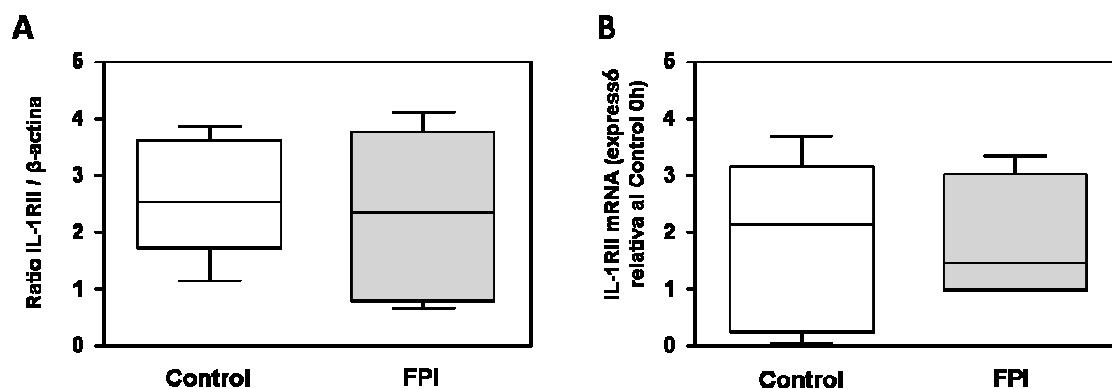 A
Ratio IL-1RII / β-actina
5
4
3
2
1
0
Control FPI
B
IL-1RII mRNA (expressó
relativa al Control 0h)
5
4
3
2
1
0
Control FPI